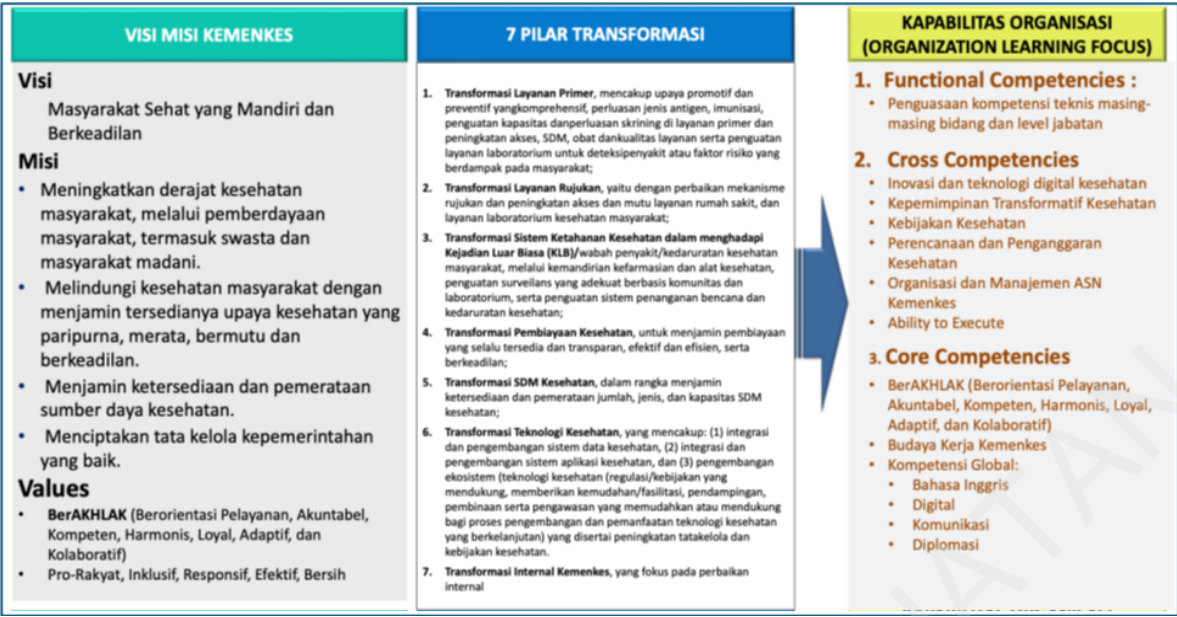 VISI MISI KEMENKES
Visi
Masyarakat Sehat yang Mandiri dan
Berkeadilan
Misi
• Meningkatkan derajat kesehatan
masyarakat, melalui pemberdayaan
masyarakat, termasuk swasta dan
masyarakat madani.
• Melindungi kesehatan masyarakat dengan
menjamin tersedianya upaya kesehatan yang
paripurna, merata, bermutu dan
berkeadilan.
• Menjamin ketersediaan dan pemerataan
sumber daya kesehatan.
• Menciptakan tata kelola kepemerintahan
yang baik.
Values
• BerAKHLAK (Berorientasi Pelayanan, Akuntabel,
Kompeten, Harmonis, Loyal, Adaptif, dan
Kolaboratif)
• Pro-Rakyat, Inklusif, Responsif, Efektif, Bersih
7 PILAR TRANSFORMASI
1. Transformasi Layanan Primer, mencakup upaya promotif dan
preventif yangkomprehensif, perluasan jenis antigen, imunisasi,
penguatan kapasitas danperluasan skrining di layanan primer dan
peningkatan akses, SDM, obat dankualitas layanan serta penguatan
layanan laboratorium untuk deteksipenyakit atau faktor risiko yang
berdampak pada masyarakat;
2. Transformasi Layanan Rujukan, yaitu dengan perbaikan mekanisme
rujukan dan peningkatan akses dan mutu layanan rumah sakit, dan
layanan laboratorium kesehatan masyarakat;
3. Transformasi Sistem Ketahanan Kesehatan dalam menghadapi
Kejadian Luar Biasa (KLB)/wabah penyakit/kedaruratan kesehatan
masyarakat, melalui kemandirian kefarmasian dan alat kesehatan,
penguatan surveilans yang adekuat berbasis komunitas dan
laboratorium, serta penguatan sistem penanganan bencana dan
kedaruratan kesehatan;
4. Transformasi Pembiayaan Kesehatan, untuk menjamin pembiayaan
yang selalu tersedia dan transparan, efektif dan efisien, serta
berkeadilan;
5. Transformasi SDM Kesehatan, dalam rangka menjamin
ketersediaan dan pemerataan jumlah, jenis, dan kapasitas SDM
kesehatan;
6. Transformasi Teknologi Kesehatan, yang mencakup: (1) integrasi
dan pengembangan sistem data kesehatan, (2) integrasi dan
pengembangan sistem aplikasi kesehatan, dan (3) pengembangan
ekosistem (teknologi kesehatan (regulasi/kebijakan yang
mendukung, memberikan kemudahan/fasilitasi, pendampingan,
pembinaan serta pengawasan yang memudahkan atau mendukung
bagi proses pengembangan dan pemanfaatan teknologi kesehatan
yang berkelanjutan) yang disertai peningkatan tatakelola dan
kebijakan kesehatan.
7. Transformasi Internal Kemenkes, yang fokus pada perbaikan
internal
KAPABILITAS ORGANISASI
(ORGANIZATION LEARNING FOCUS)
1. Functional Competencies :
• Penguasaan kompetensi teknis masing-
masing bidang dan level jabatan
2. Cross Competencies
• Inovasi dan teknologi digital kesehatan
• Kepemimpinan Transformatif Kesehatan
• Kebijakan Kesehatan
• Perencanaan dan Penganggaran
Kesehatan
• Organisasi dan Manajemen ASN
Kemenkes
• Ability to Execute
3. Core Competencies
• BerAKHLAK (Berorientasi Pelayanan,
Akuntabel, Kompeten, Harmonis, Loyal,
Adaptif, dan Kolaboratif)
• Budaya Kerja Kemenkes
• Kompetensi Global:
• Bahasa Inggris
• Digital
• Komunikasi
• Diplomasi